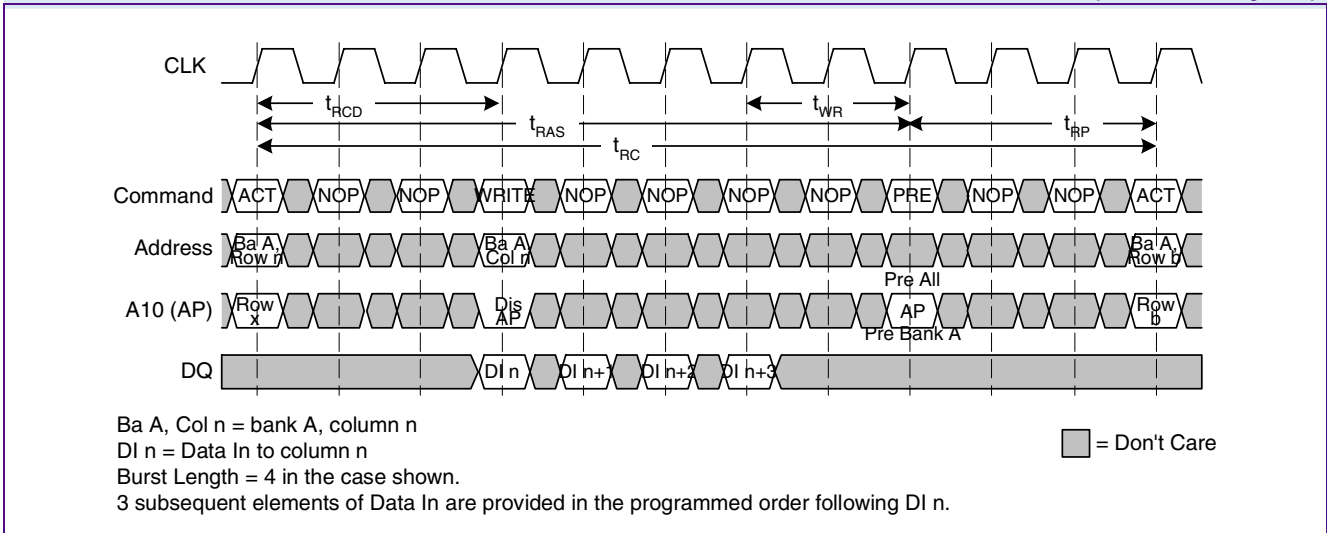 CLK
tRCD
tWR
tRAS
tRP
tRC
Command ACT NOP NOP WRITE NOP NOP NOP NOP PRE NOP NOP ACT
Address Ba A, Row n Ba A, Col n Ba A, Row b
Pre All
A10 (AP) Row x Dis AP AP Row b
Pre Bank A
DQ DI n DI n+1 DI n+2 DI n+3
Ba A, Col n = bank A, column n
DI n = Data In to column n
= Don't Care
Burst Length = 4 in the case shown.
3 subsequent elements of Data In are provided in the programmed order following DI n.